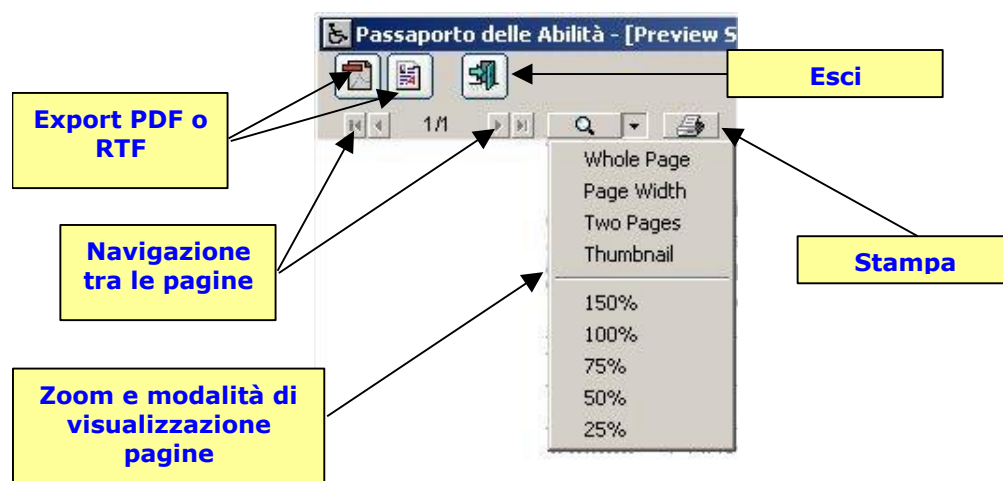 Passaporto delle Abilità - [Preview S
Esci
Export PDF o
RTF
1/1
Whole Page
Page Width
Two Pages
Thumbnail
Navigazione
tra le pagine
Stampa
150%
100%
75%
50%
25%
Zoom e modalità di
visualizzazione
pagine